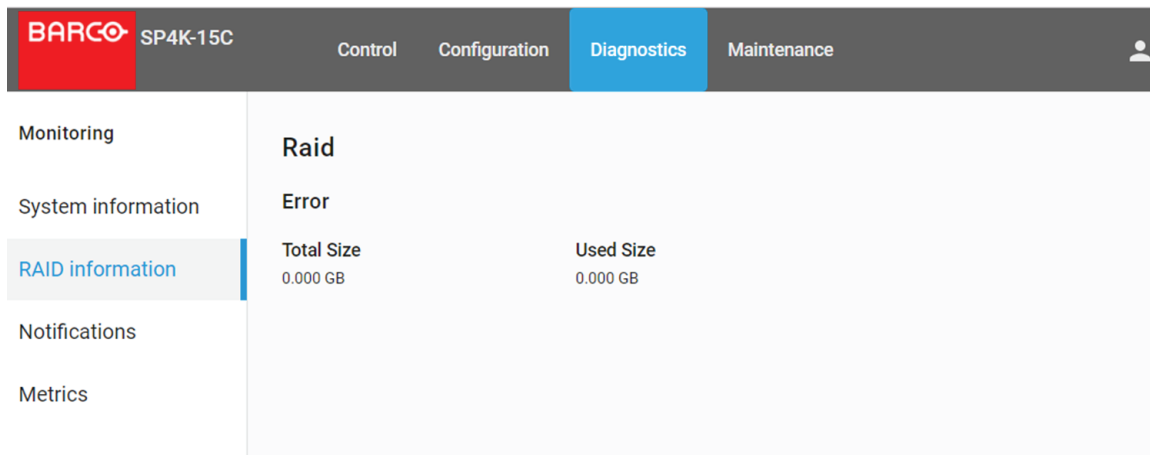 BARCO SP4K-15C
Control Configuration Diagnostics Maintenance
Monitoring
System information
RAID information
Notifications
Metrics
Raid
Error
Total Size Used Size
0.000 GB 0.000 GB